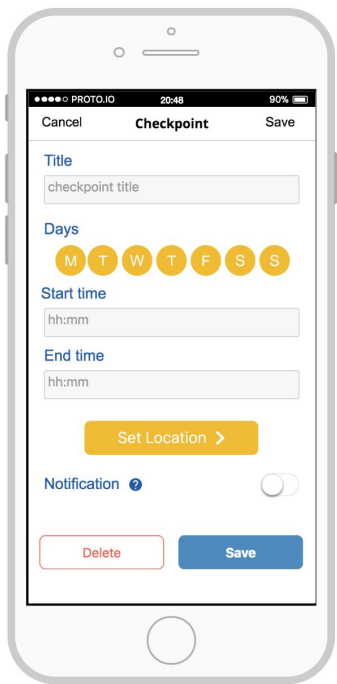 PROTO.IO 20:48 90%
Cancel Checkpoint Save
Title
checkpoint title
Days
M T W T F S S
Start time
hh:mm
End time
hh:mm
Set Location
Notification ?
Delete Save